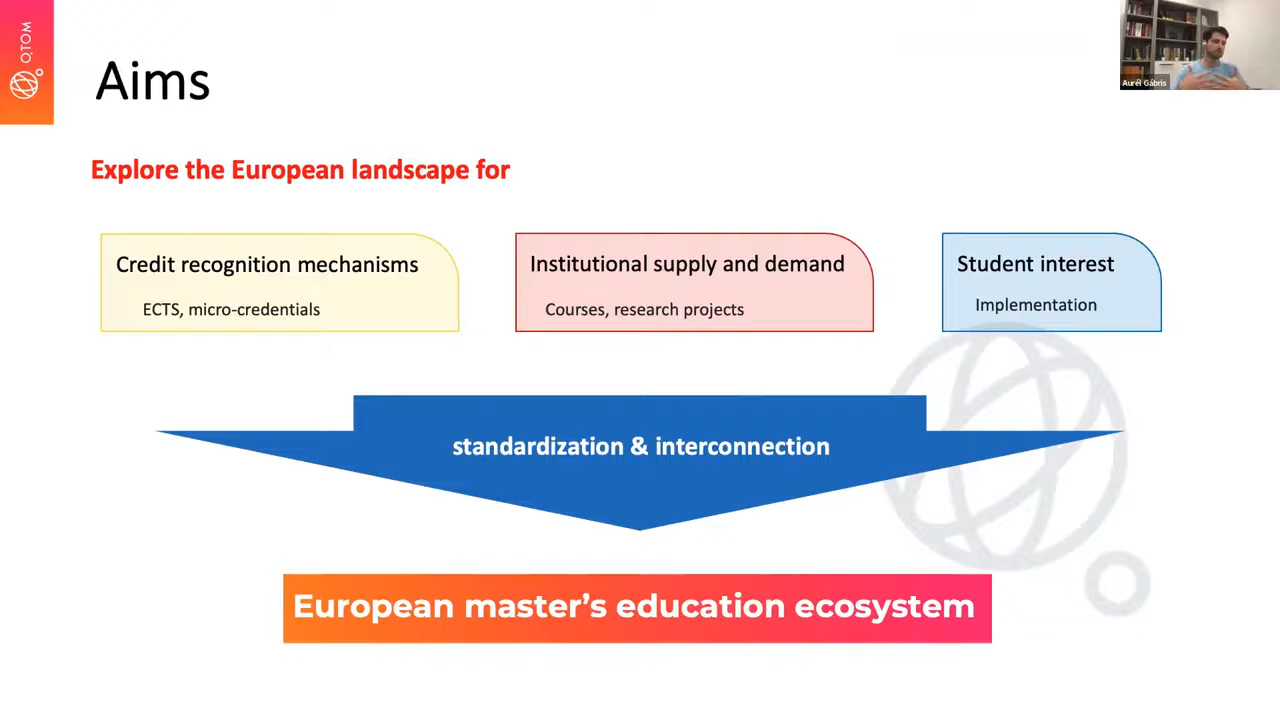 QTOM
Aurél Gábris
Aims
Explore the European landscape for
Credit recognition mechanisms
ECTS, micro-credentials
Institutional supply and demand
Courses, research projects
Student interest
Implementation
standardization & interconnection
European master's education ecosystem